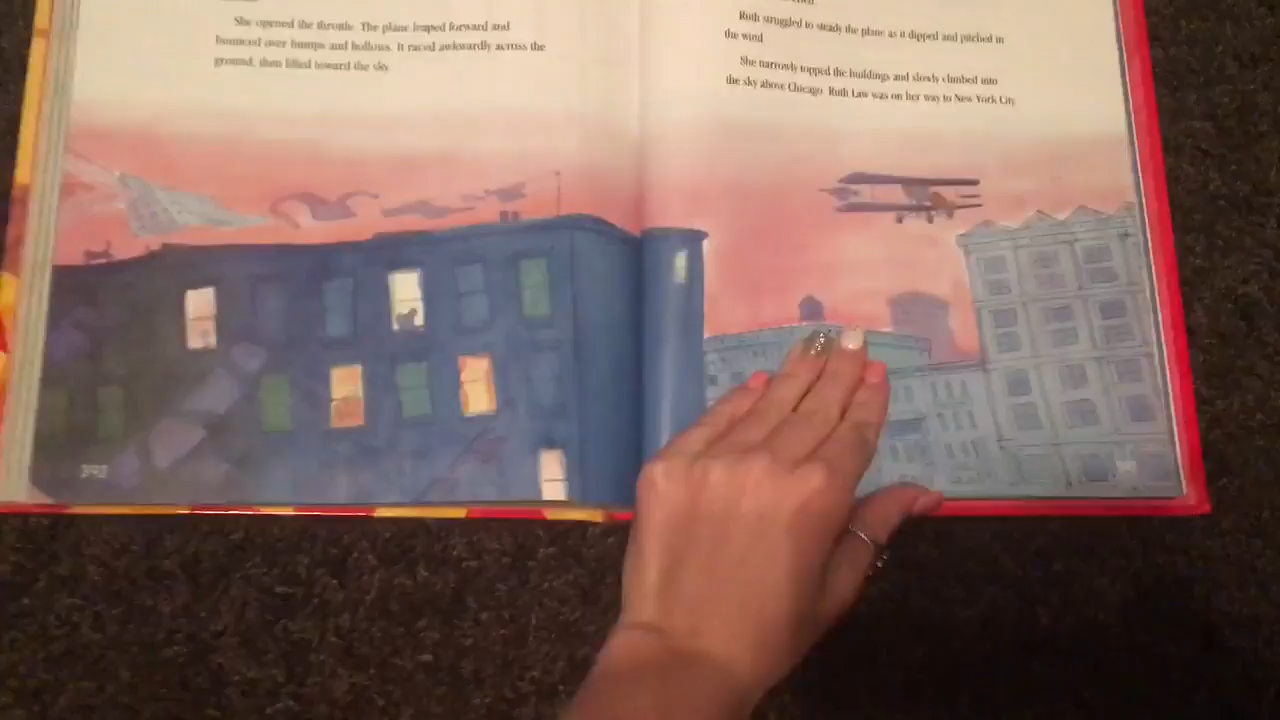 She opened the throttle. The plane leaped forward and
bounced over bumps and hollows. It raced awkwardly across the
ground, then lifted toward the sky.
Ruth struggled to steady the plane as it dipped and pitched in
the wind.
She narrowly topped the buildings and slowly climbed into
the sky above Chicago. Ruth Law was on her way to New York City.
392